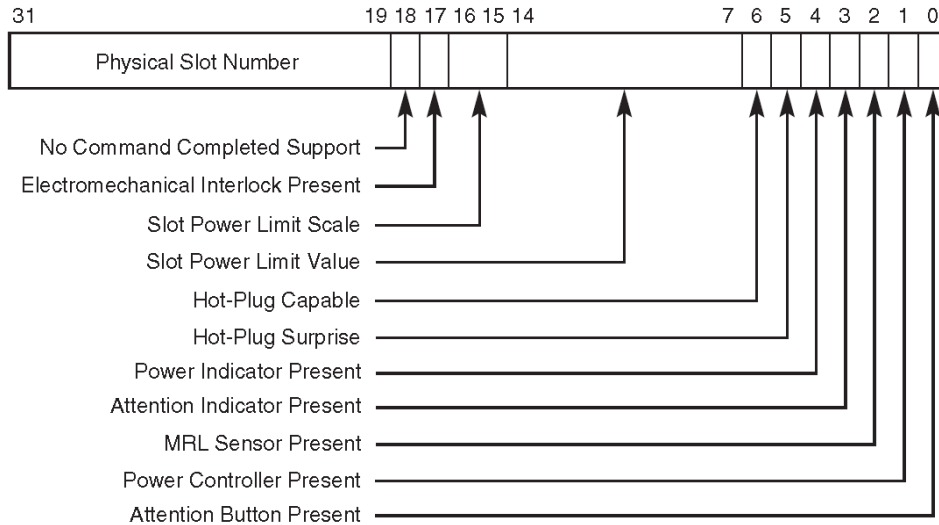 31 19 18 17 16 15 14 7 6 5 4 3 2 1 0
Physical Slot Number
No Command Completed Support
Electromechanical Interlock Present
Slot Power Limit Scale
Slot Power Limit Value
Hot-Plug Capable
Hot-Plug Surprise
Power Indicator Present
Attention Indicator Present
MRL Sensor Present
Power Controller Present
Attention Button Present